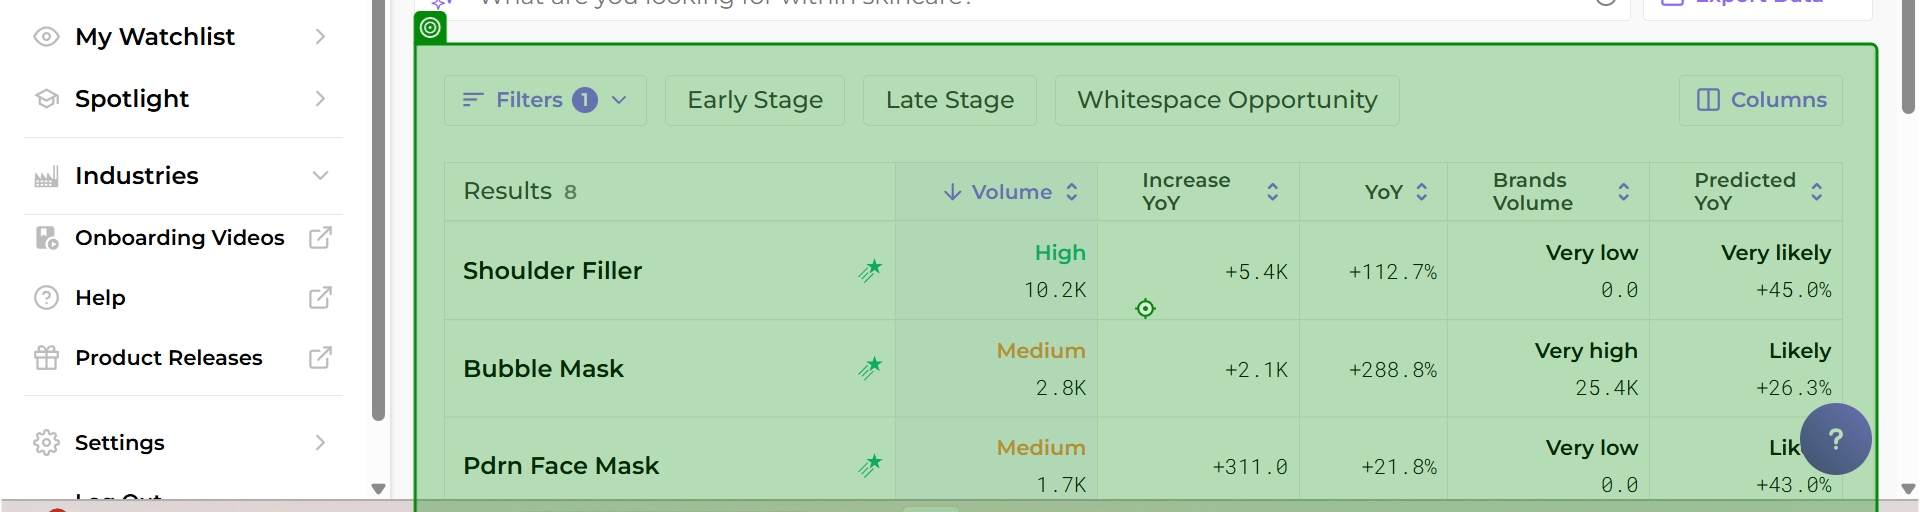 What are you looking for within skincare?
Export Data
My Watchlist
Spotlight
Industries
Onboarding Videos
Help
Product Releases
Settings
Log Out
Filters 1
Early Stage
Late Stage
Whitespace Opportunity
Columns
Results 8
Volume
Increase
YoY
YoY
Brands
Volume
Predicted
YoY
Shoulder Filler
High
10.2K
+5.4K
+112.7%
Very low
0.0
Very likely
+45.0%
Bubble Mask
Medium
2.8K
+2.1K
+288.8%
Very high
25.4K
Likely
+26.3%
Pdrn Face Mask
Medium
1.7K
+311.0
+21.8%
Very low
0.0
+43.0%
?